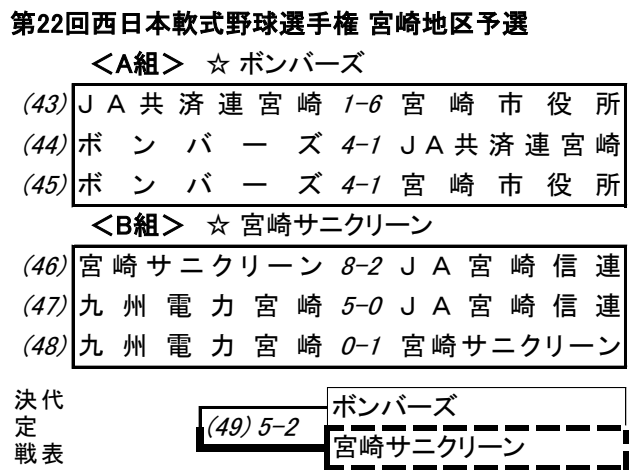 第22回西日本軟式野球選手権 宮崎地区予選
＜A組＞ ☆ ボンバーズ
(43) ＪＡ共済連宮崎 1-6 宮崎市役所
(44) ボンバーズ 4-1 ＪＡ共済連宮崎
(45) ボンバーズ 4-1 宮崎市役所
＜B組＞ ☆ 宮崎サニクリーン
(46) 宮崎サニクリーン 8-2 ＪＡ宮崎信連
(47) 九州電力宮崎 5-0 ＪＡ宮崎信連
(48) 九州電力宮崎 0-1 宮崎サニクリーン
決代
定
戦表
(49) 5-2
ボンバーズ
宮崎サニクリーン